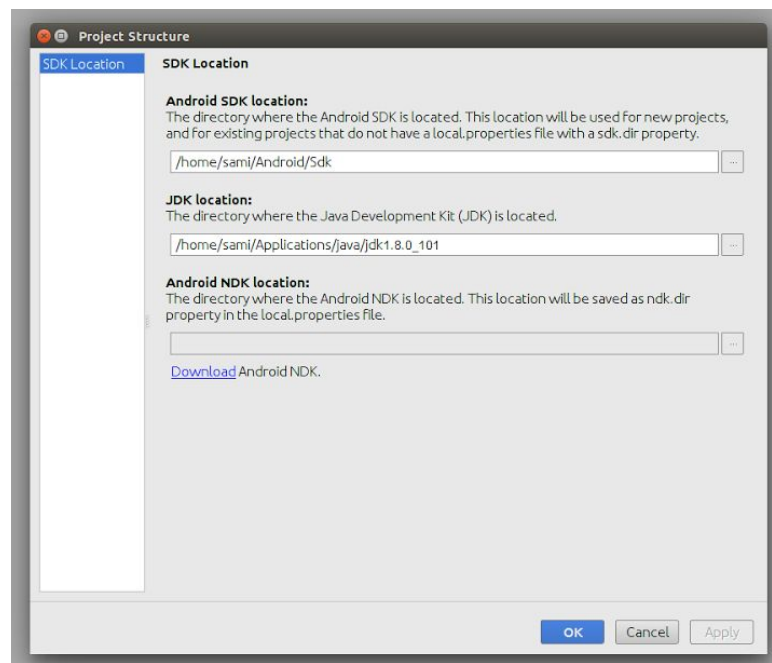 Project Structure
SDK Location
SDK Location
Android SDK location:
The directory where the Android SDK is located. This location will be used for new projects,
and for existing projects that do not have a local.properties file with a sdk.dir property.
/home/sami/Android/Sdk
...
JDK location:
The directory where the Java Development Kit (JDK) is located.
/home/sami/Applications/java/jdk1.8.0_101
...
Android NDK location:
The directory where the Android NDK is located. This location will be saved as ndk.dir
property in the local.properties file.
...
Download Android NDK.
OK Cancel Apply